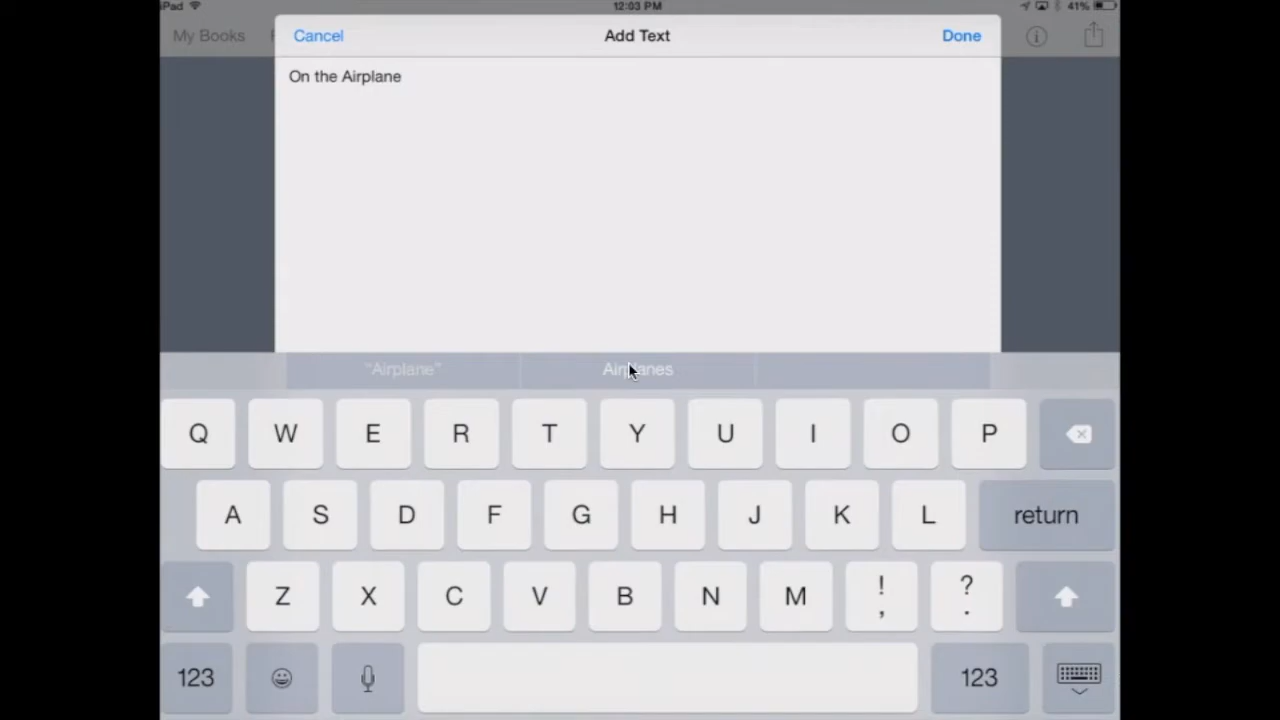 iPad 12:03 PM 41%
My Books Cancel Add Text Done
On the Airplane
"Airplane" Airplanes
Q W E R T Y U I O P
A S D F G H J K L return
Z X C V B N M ! , ? .
123 123